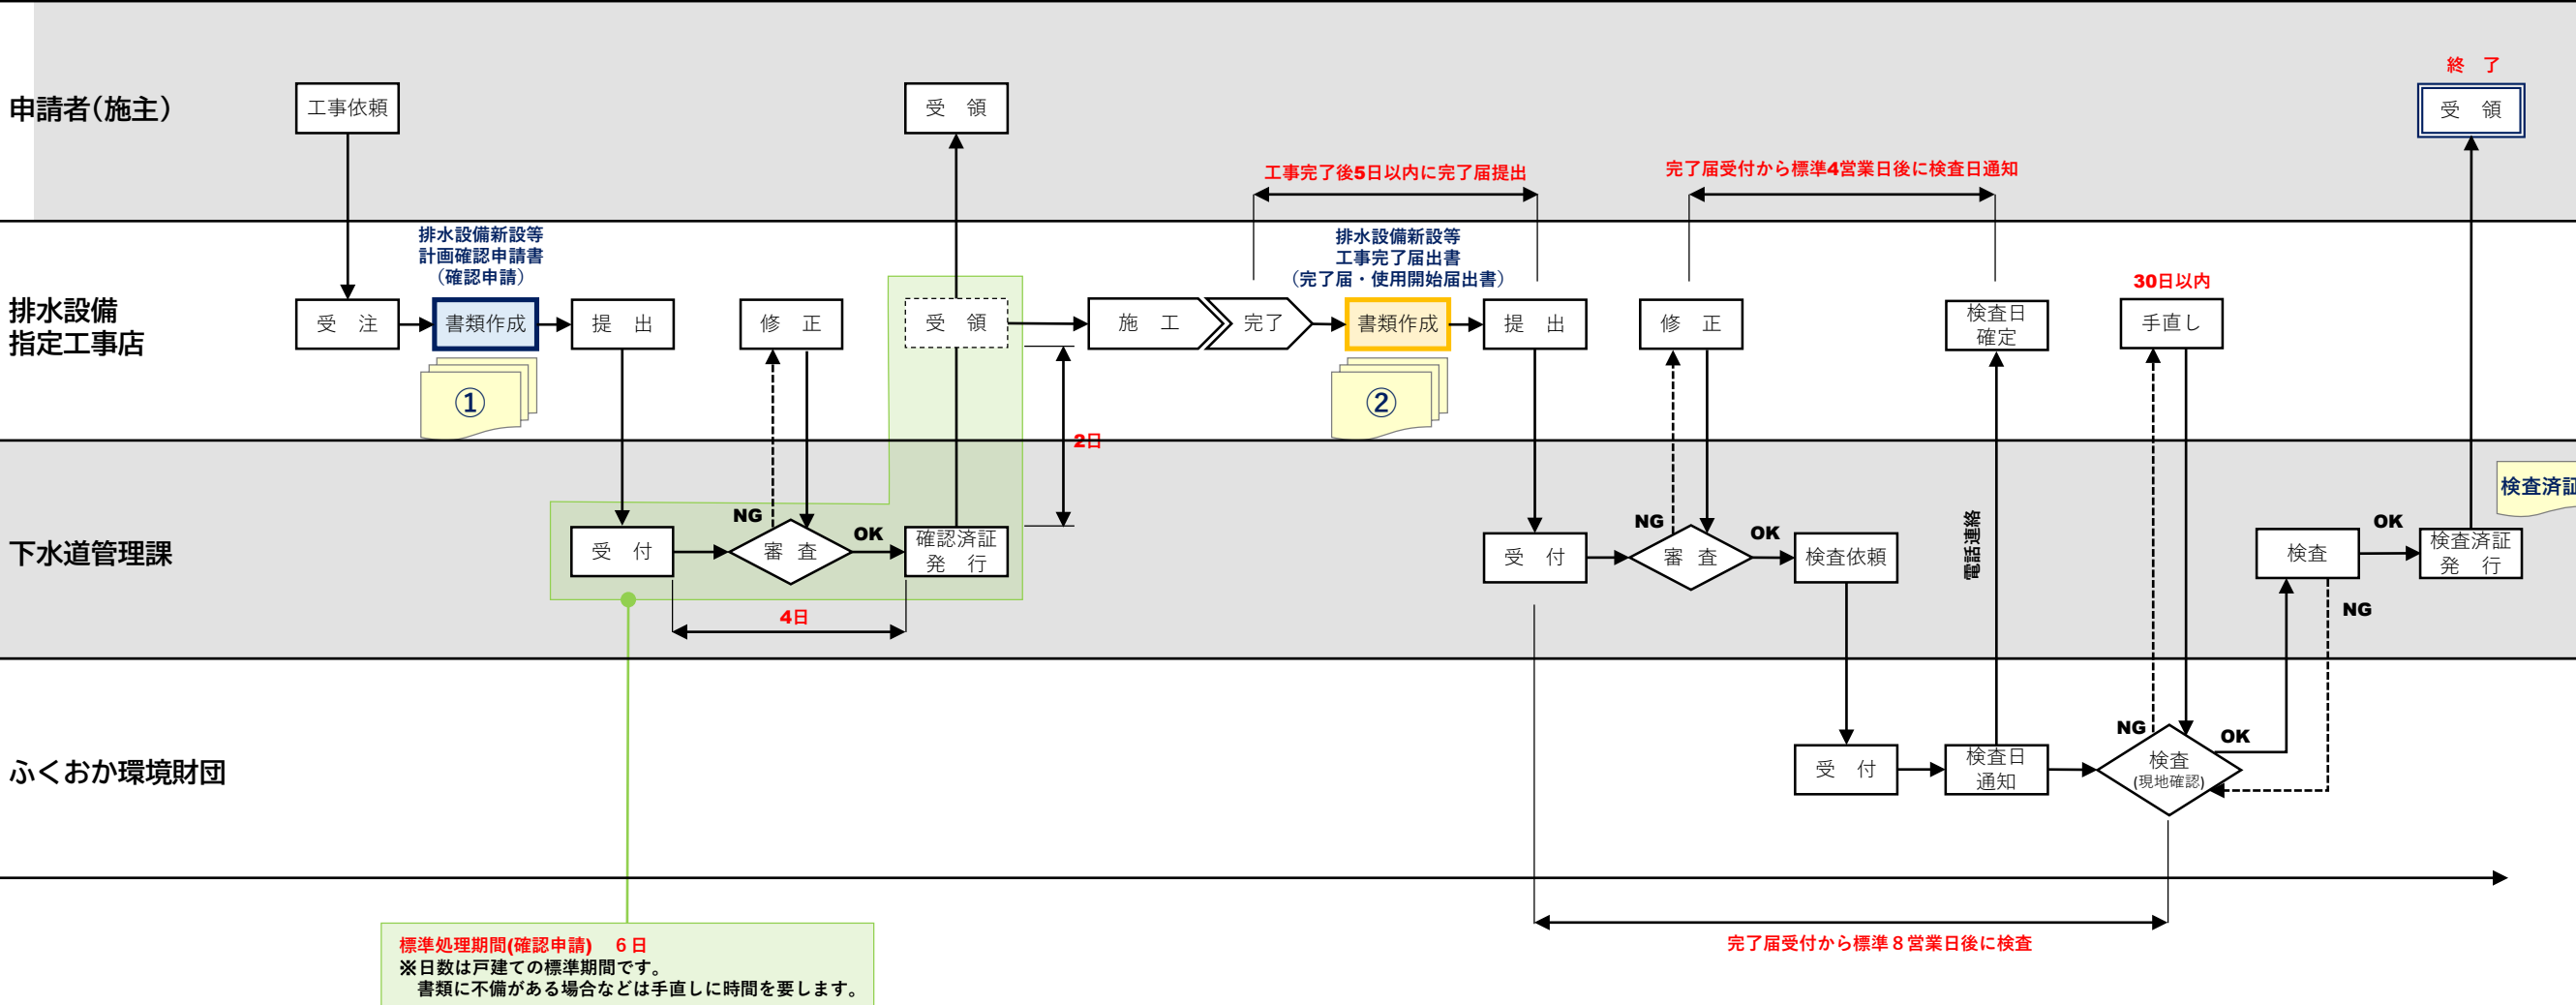 終　了
申請者（施主）
工事依頼
受　領
受　領
工事完了後5日以内に完了届提出
完了届受付から標準4営業日後に検査日通知
排水設備新設等
計画確認申請書
（確認申請）
排水設備新設等
工事完了届出書
（完了届・使用開始届出書）
30日以内
排水設備
指定工事店
受　注
書類作成
提　出
修　正
受　領
施　工
完了
書類作成
提　出
修　正
検査日
確定
手直し
①
②
2日
検査済証
下水道管理課
受　付
NG
審　査
OK
確認済証
発　行
受　付
NG
審　査
OK
検査依頼
電話連絡
検査
OK
NG
検査済証
発　行
4日
ふくおか環境財団
受　付
検査日
通知
NG
検査
(現地確認)
OK
標準処理期間(確認申請)　６日
※日数は戸建ての標準期間です。
書類に不備がある場合などは手直しに時間を要します。
完了届受付から標準８営業日後に検査